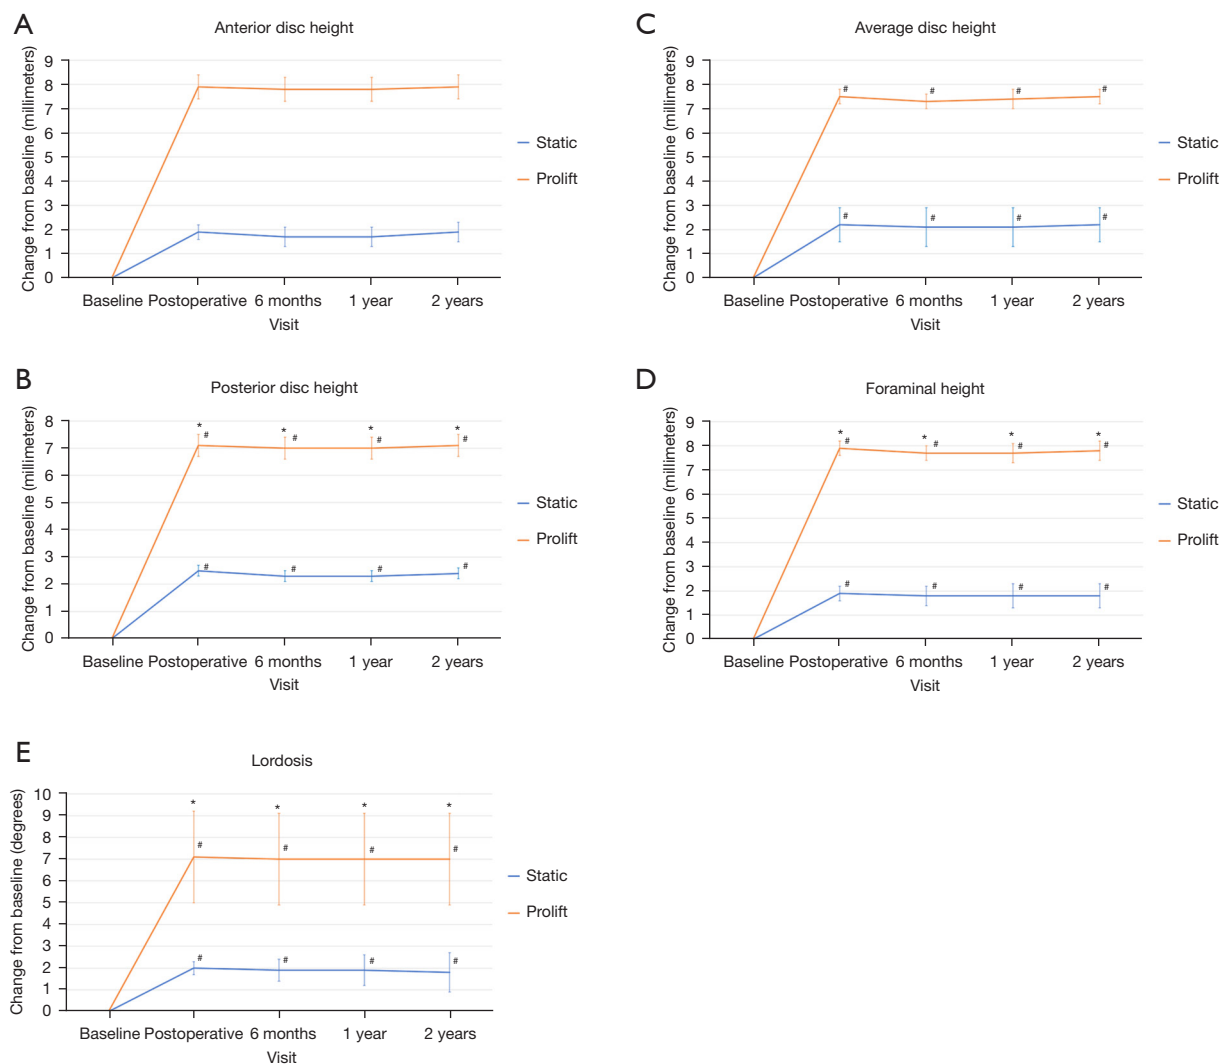 A
Anterior disc height
Change from baseline (millimeters)
9
8
7
6
5
4
3
2
1
0
Baseline Postoperative 6 months 1 year 2 years
Visit
Static
Prolift
C
Average disc height
Change from baseline (millimeters)
9
8
7
6
5
4
3
2
1
0
# # # #
# # # #
Baseline Postoperative 6 months 1 year 2 years
Visit
Static
Prolift
B
Posterior disc height
Change from baseline (millimeters)
8
7
6
5
4
3
2
1
0
* * * *
# # # #
# # # #
Baseline Postoperative 6 months 1 year 2 years
Visit
Static
Prolift
D
Foraminal height
Change from baseline (millimeters)
9
8
7
6
5
4
3
2
1
0
* * * *
# # # #
# # # #
Baseline Postoperative 6 months 1 year 2 years
Visit
Static
Prolift
E
Lordosis
Change from baseline (degrees)
10
9
8
7
6
5
4
3
2
1
0
* * * *
# # # #
# # # #
Baseline Postoperative 6 months 1 year 2 years
Visit
Static
Prolift